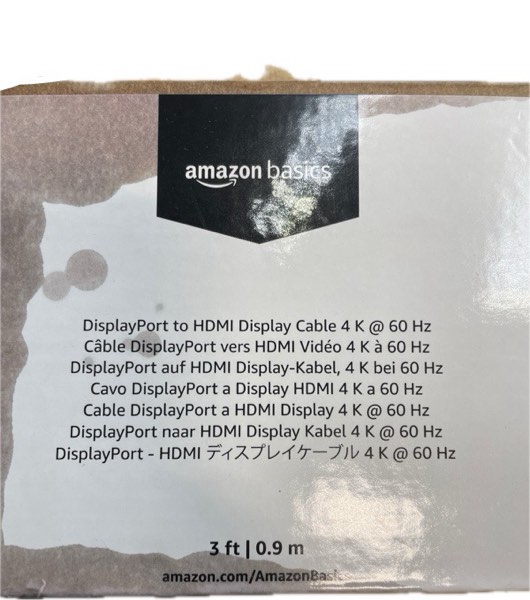 amazon basics
DisplayPort to HDMI Display Cable 4 K @ 60 Hz
Câble DisplayPort vers HDMI Vidéo 4 K à 60 Hz
DisplayPort auf HDMI Display-Kabel, 4 K bei 60 Hz
Cavo DisplayPort a Display HDMI 4 K a 60 Hz
Cable DisplayPort a HDMI Display 4 K @ 60 Hz
DisplayPort naar HDMI Display Kabel 4 K @ 60 Hz
DisplayPort - HDMI ディスプレイケーブル 4 K @ 60 Hz
3 ft | 0.9 m
amazon.com/AmazonBasics